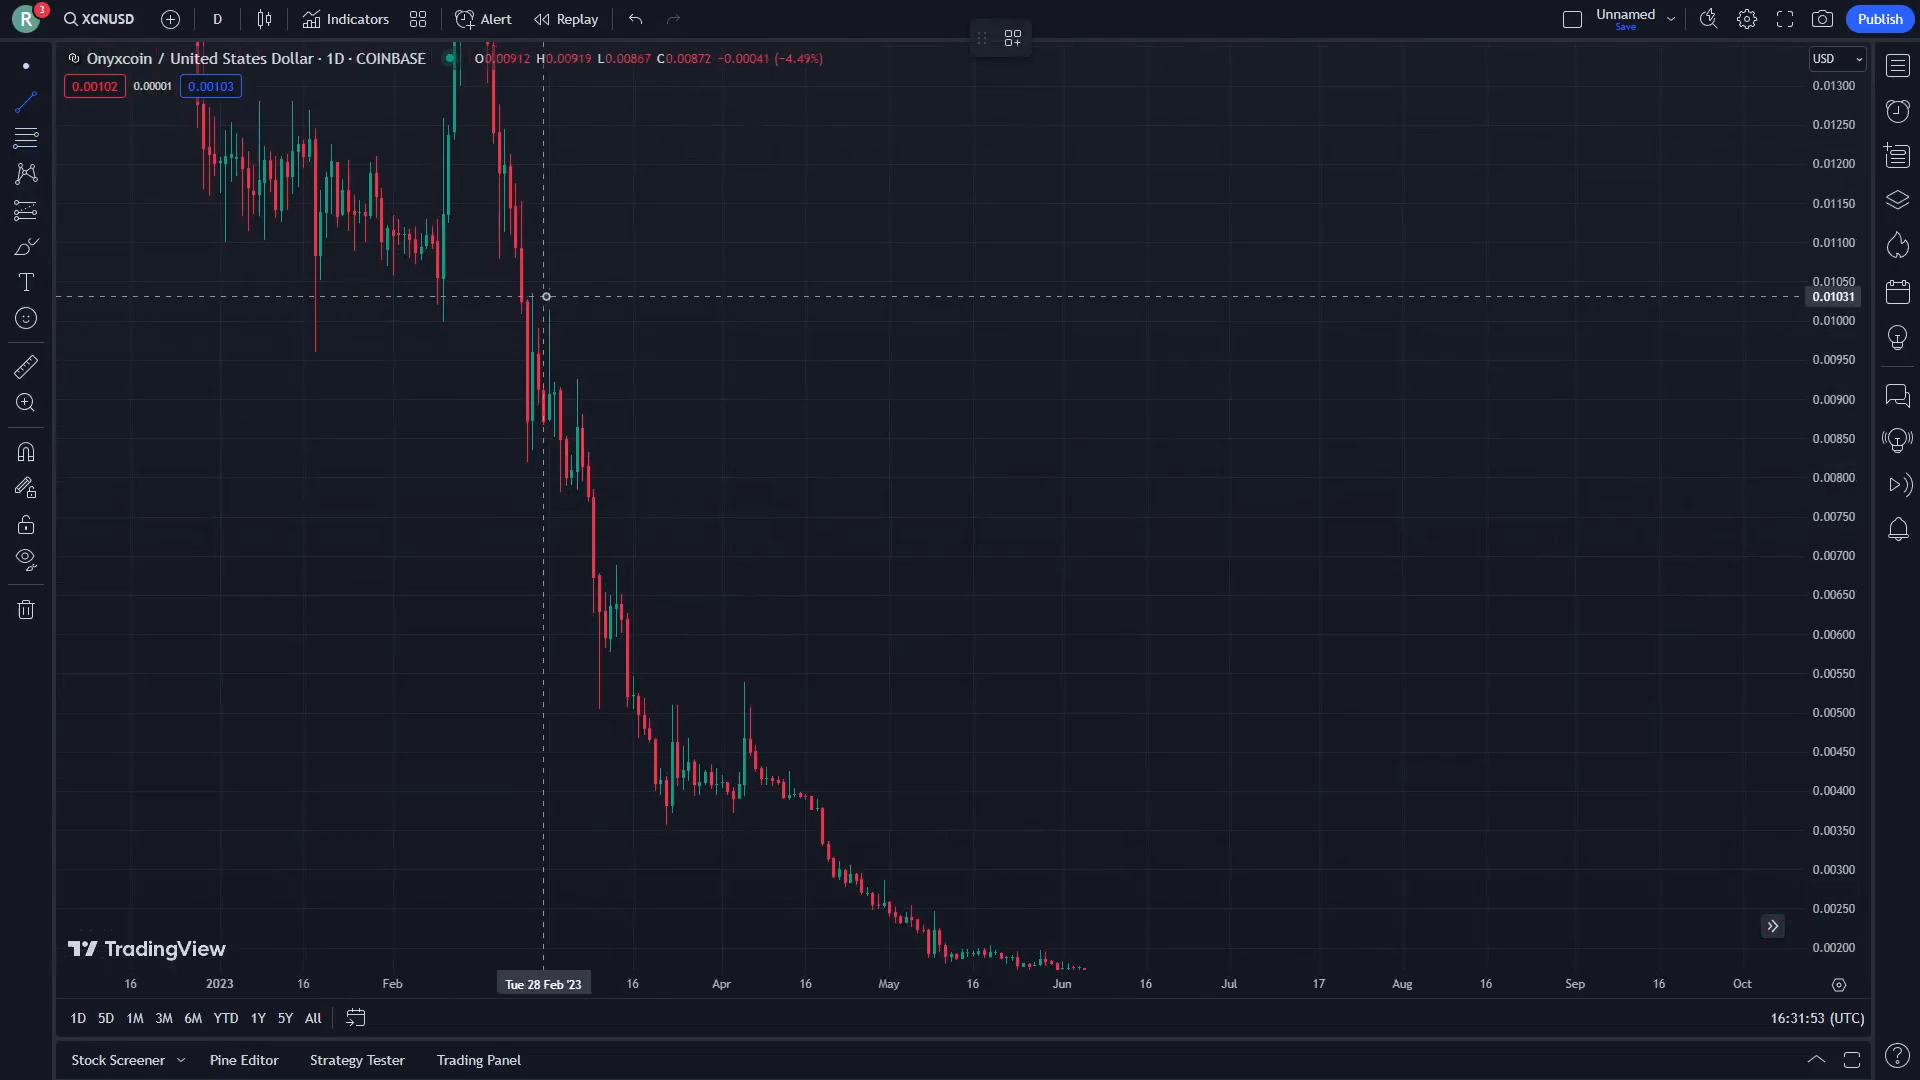 R
3
XCNUSD
D
Indicators
Alert
Replay
Unnamed
Save
Publish
Onyxcoin / United States Dollar · 1D · COINBASE
O0.00912 H0.00919 L0.00867 C0.00872 −0.00041 (−4.49%)
USD
0.00102
0.00001
0.00103
0.01300
0.01250
0.01200
0.01150
0.01100
0.01050
0.01031
0.01000
0.00950
0.00900
0.00850
0.00800
0.00750
0.00700
0.00650
0.00600
0.00550
0.00500
0.00450
0.00400
0.00350
0.00300
0.00250
0.00200
TradingView
16
2023
16
Feb
Tue 28 Feb '23
16
Apr
16
May
16
Jun
16
Jul
17
Aug
16
Sep
16
Oct
1D 5D 1M 3M 6M YTD 1Y 5Y All
16:31:53 (UTC)
Stock Screener
Pine Editor
Strategy Tester
Trading Panel